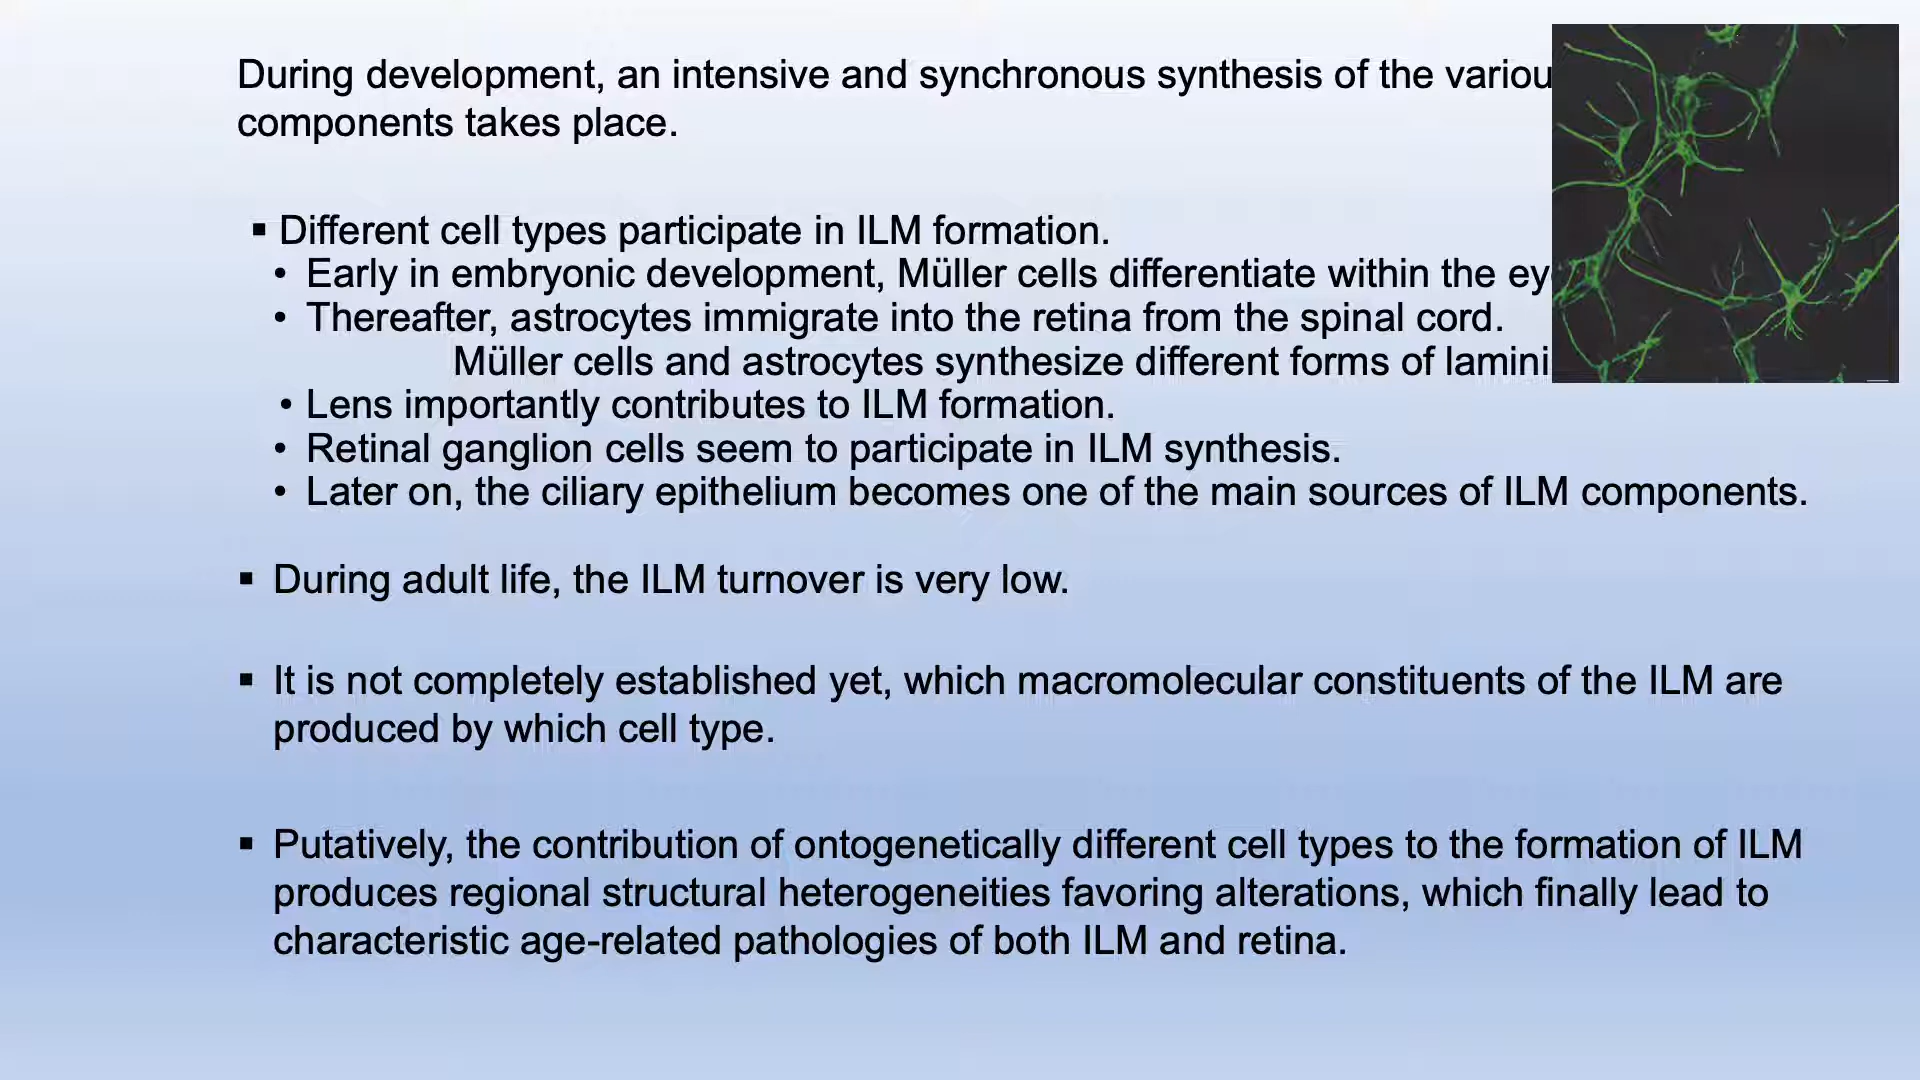 During development, an intensive and synchronous synthesis of the
components takes place.
▪ Different cell types participate in ILM formation.
• Early in embryonic development, Müller cells differentiate within the
• Thereafter, astrocytes immigrate into the retina from the spinal cord.
Müller cells and astrocytes synthesize different forms of
• Lens importantly contributes to ILM formation.
• Retinal ganglion cells seem to participate in ILM synthesis.
• Later on, the ciliary epithelium becomes one of the main sources of ILM components.
▪ During adult life, the ILM turnover is very low.
▪ It is not completely established yet, which macromolecular constituents of the ILM are
produced by which cell type.
▪ Putatively, the contribution of ontogenetically different cell types to the formation of ILM
produces regional structural heterogeneities favoring alterations, which finally lead to
characteristic age-related pathologies of both ILM and retina.